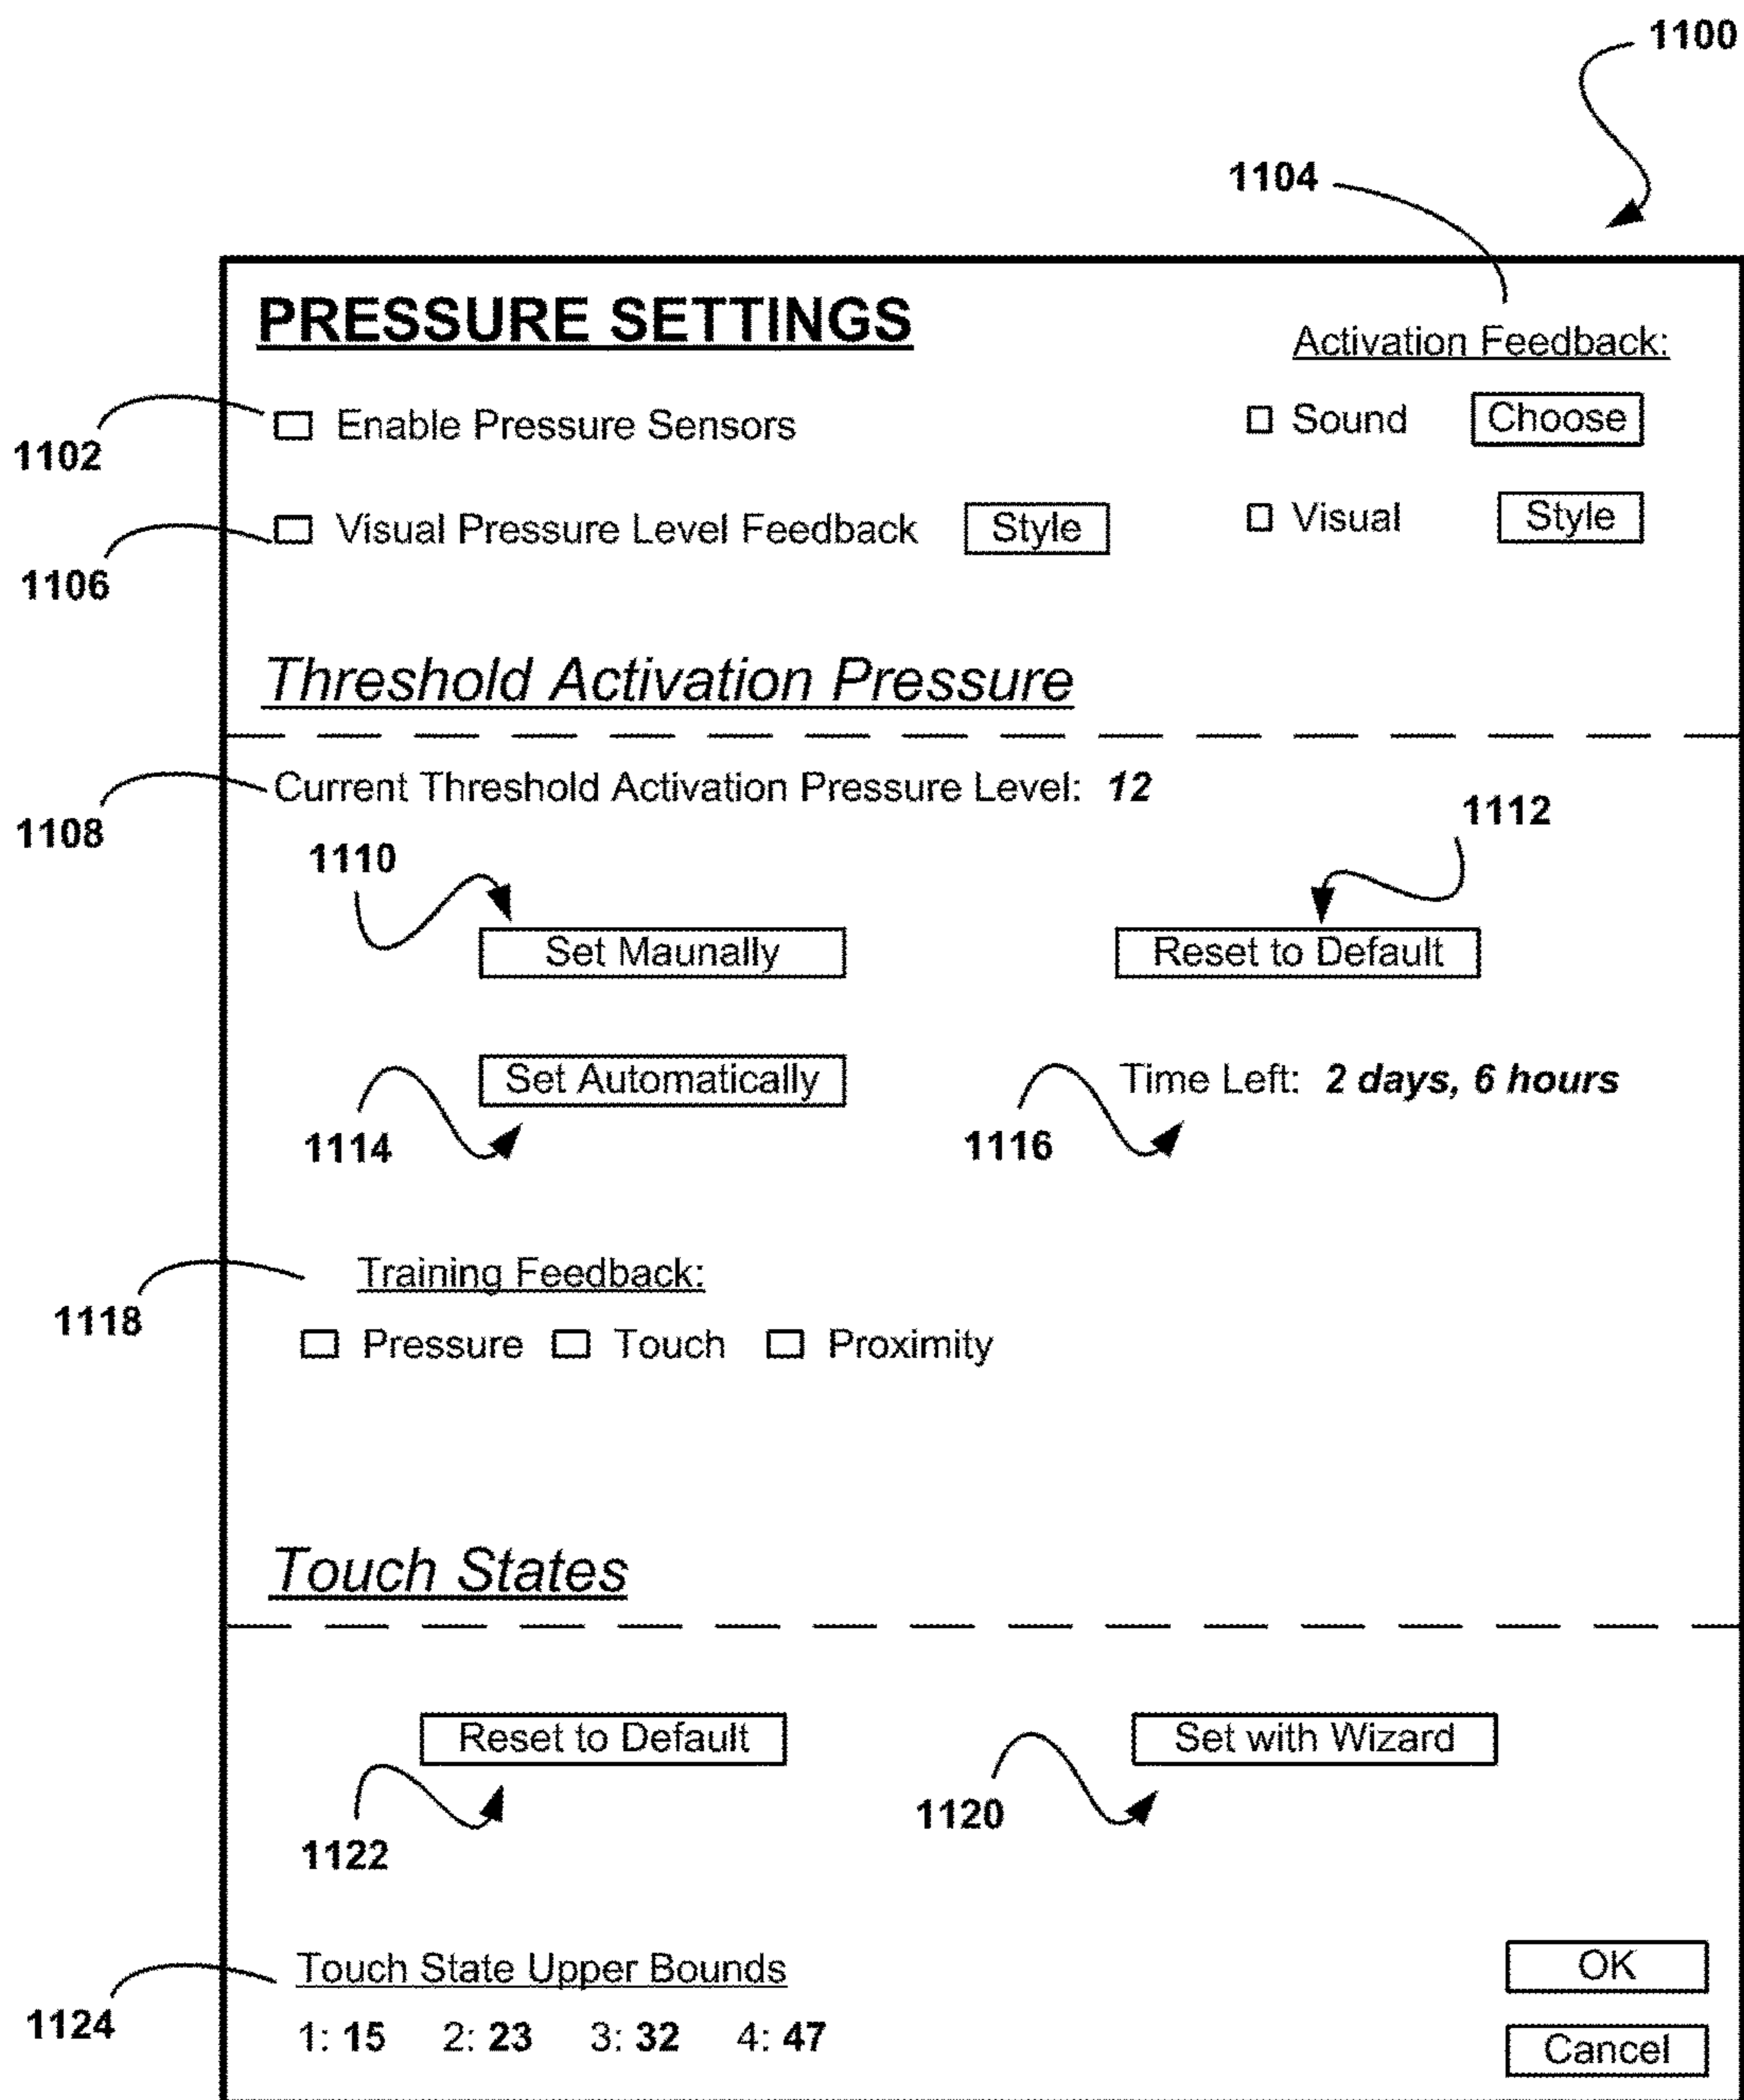 1100
1104
PRESSURE SETTINGS
Activation Feedback:
1102
Enable Pressure Sensors
Sound Choose
1106
Visual Pressure Level Feedback Style
Visual Style
Threshold Activation Pressure
1108
Current Threshold Activation Pressure Level: 12
1110
1112
Set Maunally
Reset to Default
Set Automatically
Time Left: 2 days, 6 hours
1114
1116
1118
Training Feedback:
Pressure Touch Proximity
Touch States
Reset to Default
Set with Wizard
1122
1120
1124
Touch State Upper Bounds
1: 15 2: 23 3: 32 4: 47
OK
Cancel